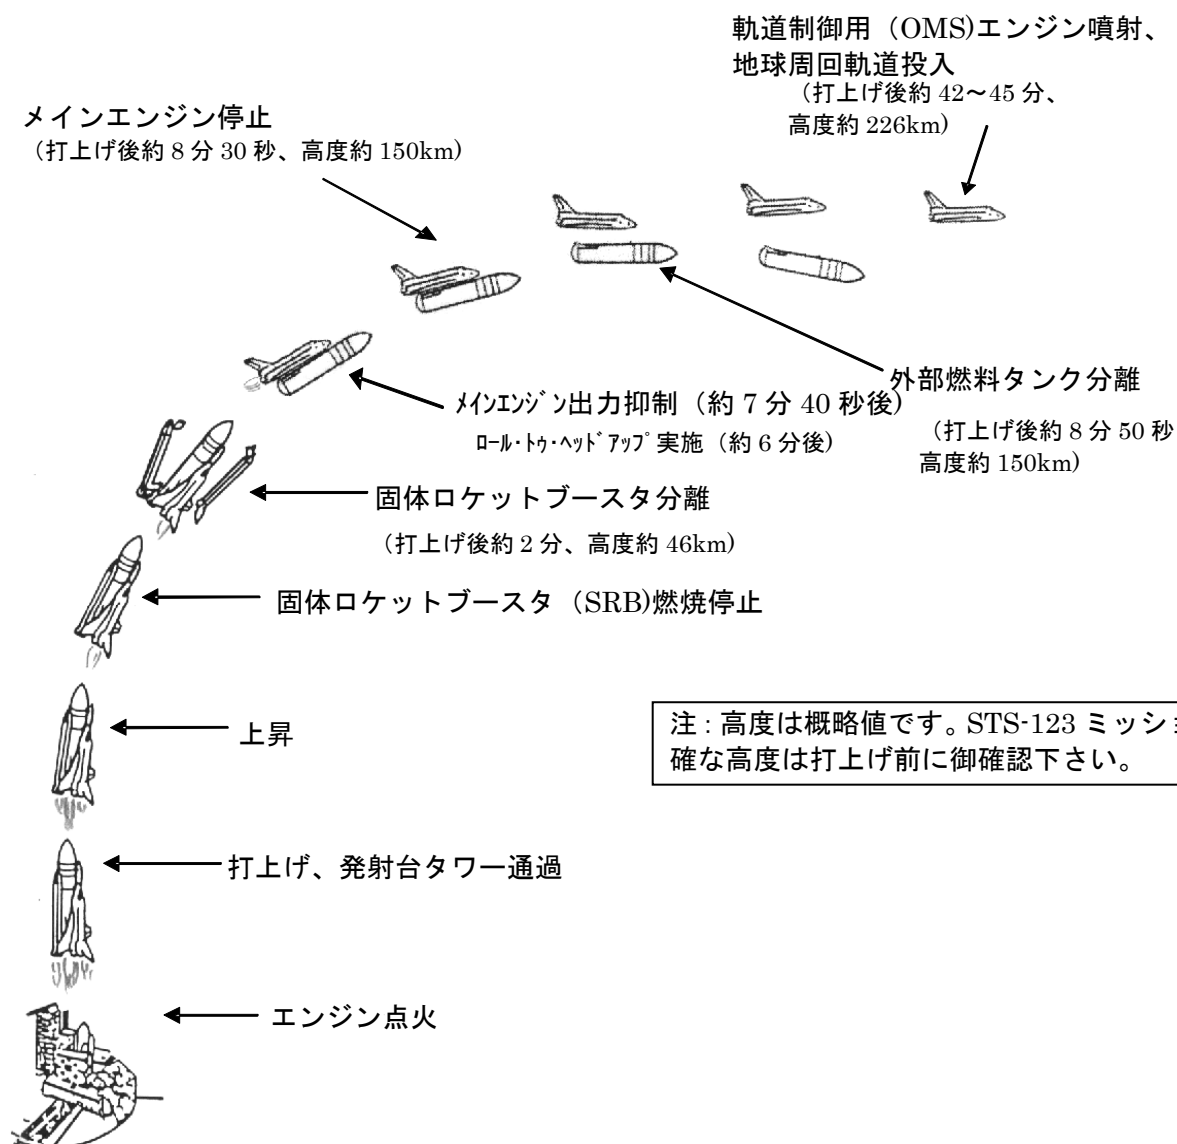 軌道制御用（OMS)エンジン噴射、
地球周回軌道投入
（打上げ後約 42～45 分、
高度約 226km)
メインエンジン停止
（打上げ後約 8 分 30 秒、高度約 150km)
外部燃料タンク分離
（打上げ後約 8 分 50 秒
高度約 150km)
ﾒｲﾝｴﾝｼﾞﾝ出力抑制（約 7 分 40 秒後)
ﾛｰﾙ･ﾄｩ･ﾍｯﾄﾞｱｯﾌﾟ実施（約 6 分後)
固体ロケットブースタ分離
（打上げ後約 2 分、高度約 46km)
固体ロケットブースタ（SRB)燃焼停止
上昇
注：高度は概略値です。STS-123 ミッシ
確な高度は打上げ前に御確認下さい。
打上げ、発射台タワー通過
エンジン点火